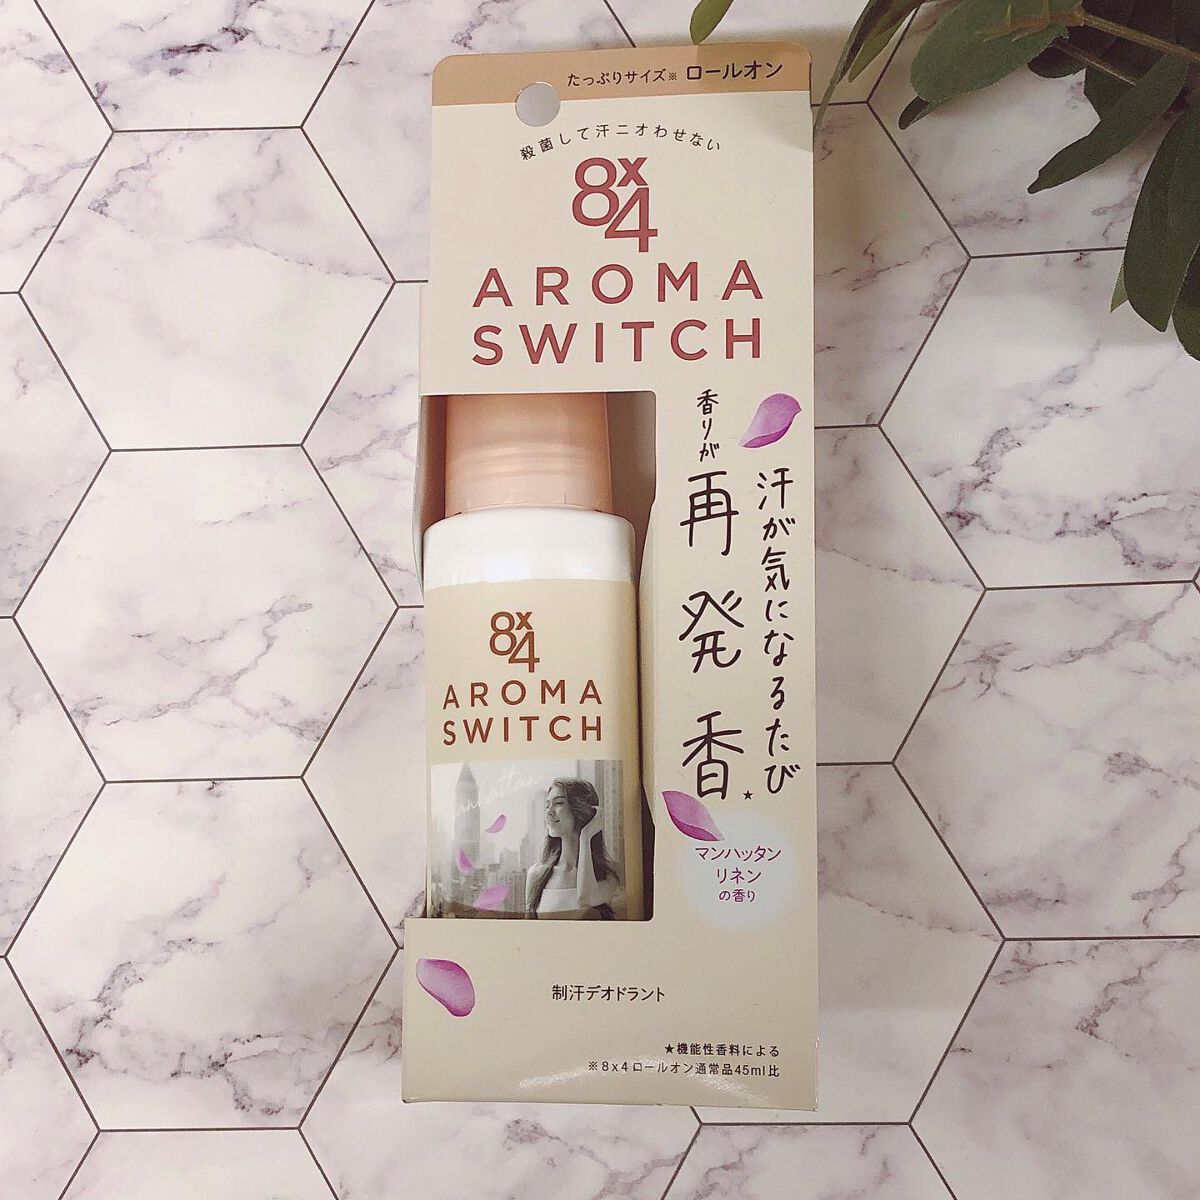 たっぷりサイズ※ ロールオン
殺菌して汗ニオわせない
8x4
AROMA
SWITCH
汗が気になるたび
香りが
再発香★
マンハッタン
リネン
の香り
8x4
AROMA
SWITCH
Manhattan
制汗デオドラント
★機能性香料による
※8x4ロールオン通常品45ml比